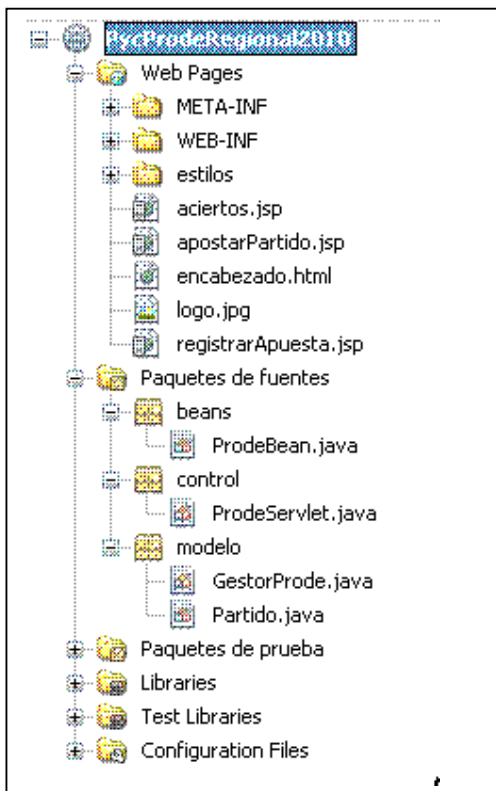 PycProdeRegional2010
Web Pages
META-INF
WEB-INF
estilos
aciertos.jsp
apostarPartido.jsp
encabezado.html
logo.jpg
registrarApuesta.jsp
Paquetes de fuentes
beans
ProdeBean.java
control
ProdeServlet.java
modelo
GestorProde.java
Partido.java
Paquetes de prueba
Libraries
Test Libraries
Configuration Files